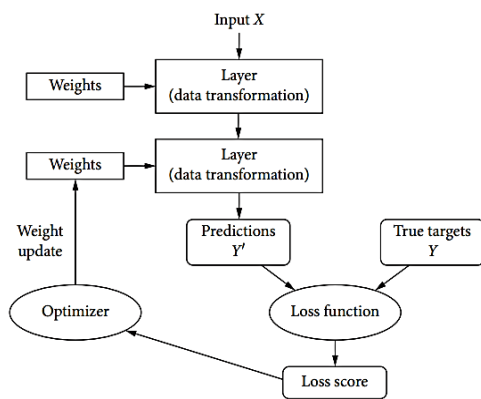 Input X
Weights
Layer
(data transformation)
Weights
Layer
(data transformation)
Weight
update
Predictions
Y′
True targets
Y
Optimizer
Loss function
Loss score